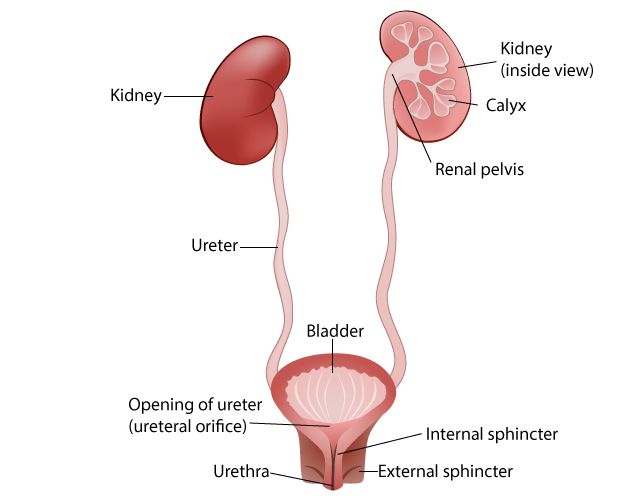 Kidney
(inside view)
Kidney
Calyx
Renal pelvis
Ureter
Bladder
Opening of ureter
(ureteral orifice)
Internal sphincter
Urethra
External sphincter